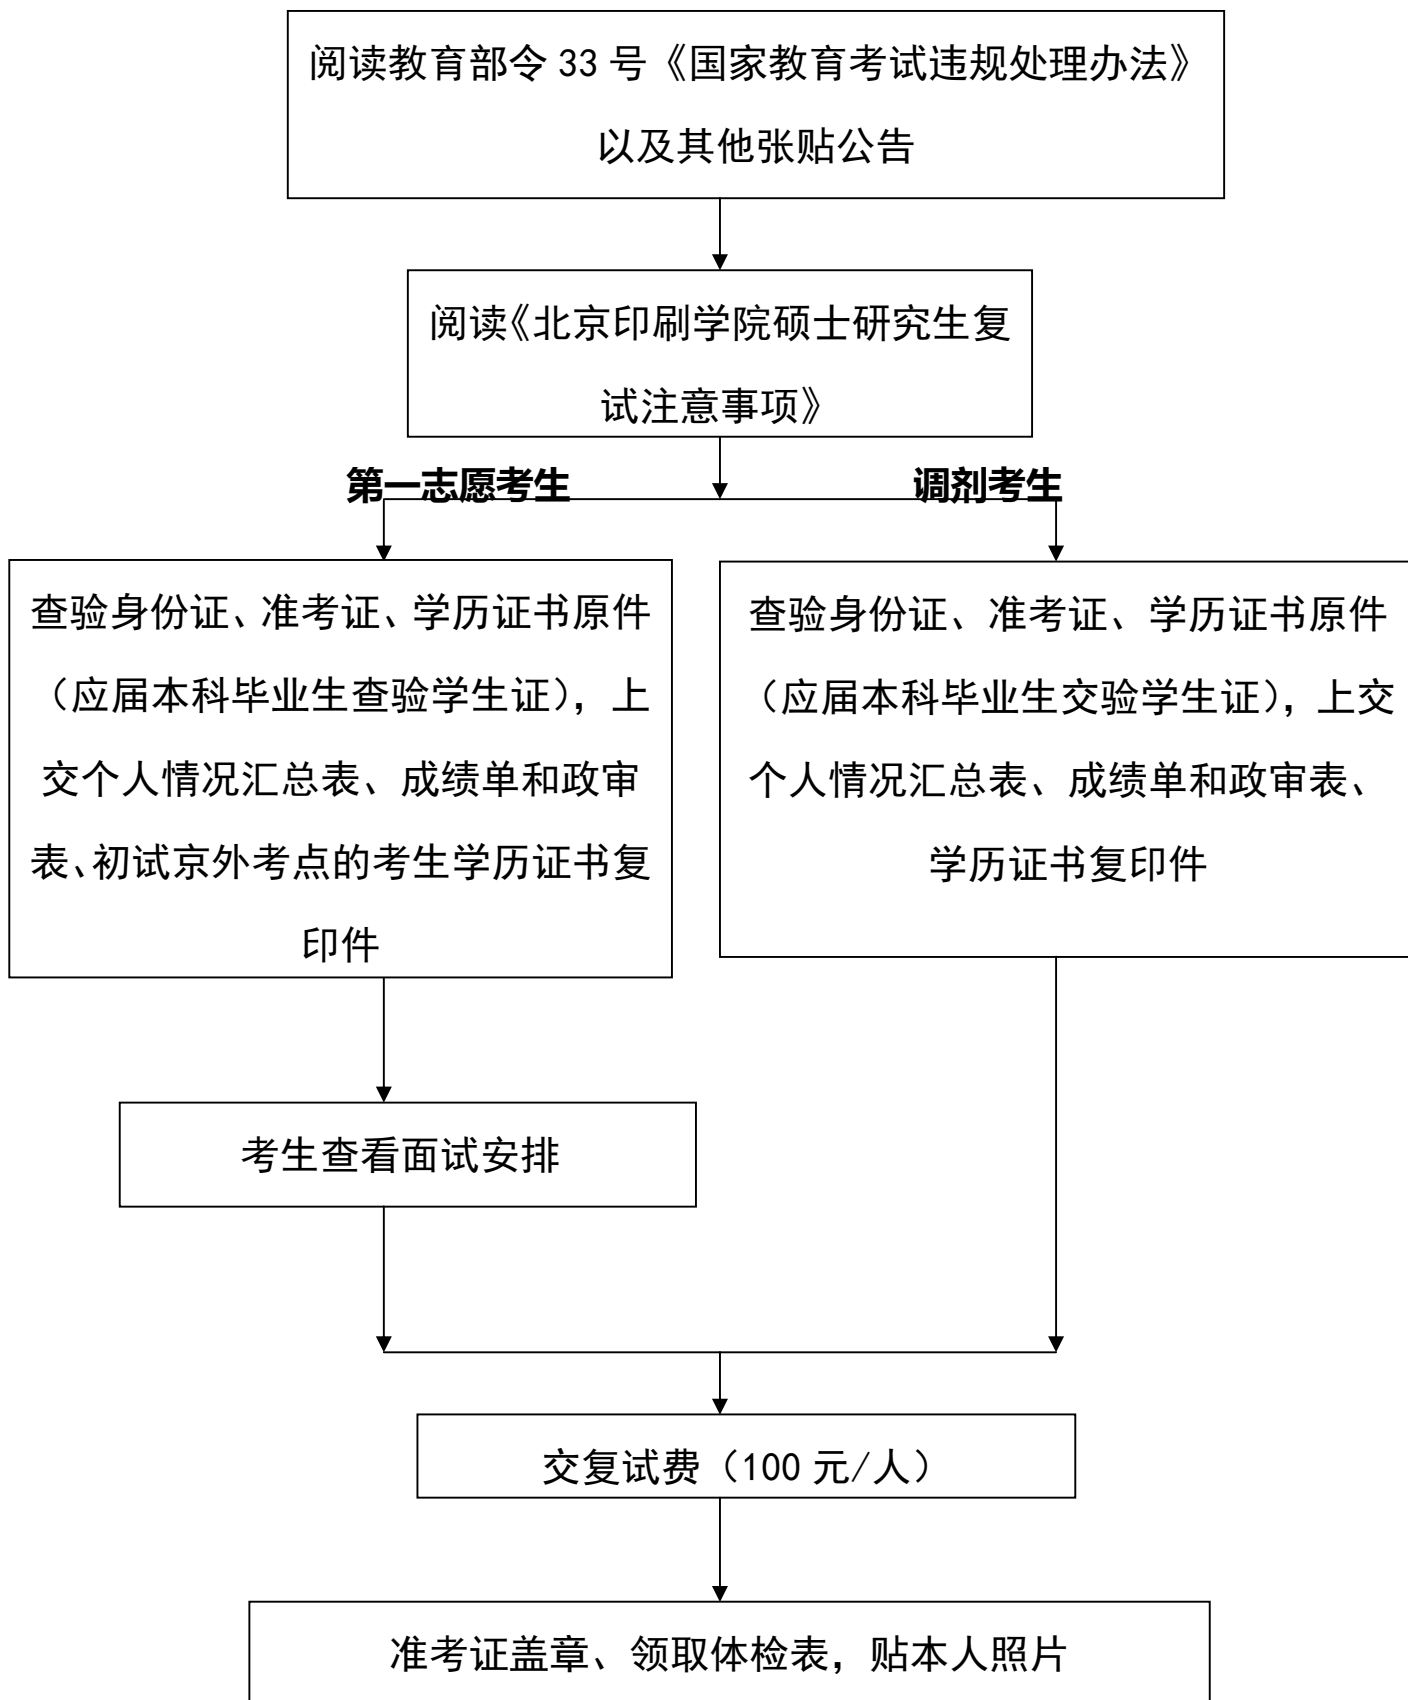 阅读教育部令 33 号《国家教育考试违规处理办法》
以及其他张贴公告
阅读《北京印刷学院硕士研究生复
试注意事项》
第一志愿考生
调剂考生
查验身份证、准考证、学历证书原件
（应届本科毕业生查验学生证），上
交个人情况汇总表、成绩单和政审
表、初试京外考点的考生学历证书复
印件
查验身份证、准考证、学历证书原件
（应届本科毕业生交验学生证），上交
个人情况汇总表、成绩单和政审表、
学历证书复印件
考生查看面试安排
交复试费（100 元/人）
准考证盖章、领取体检表，贴本人照片